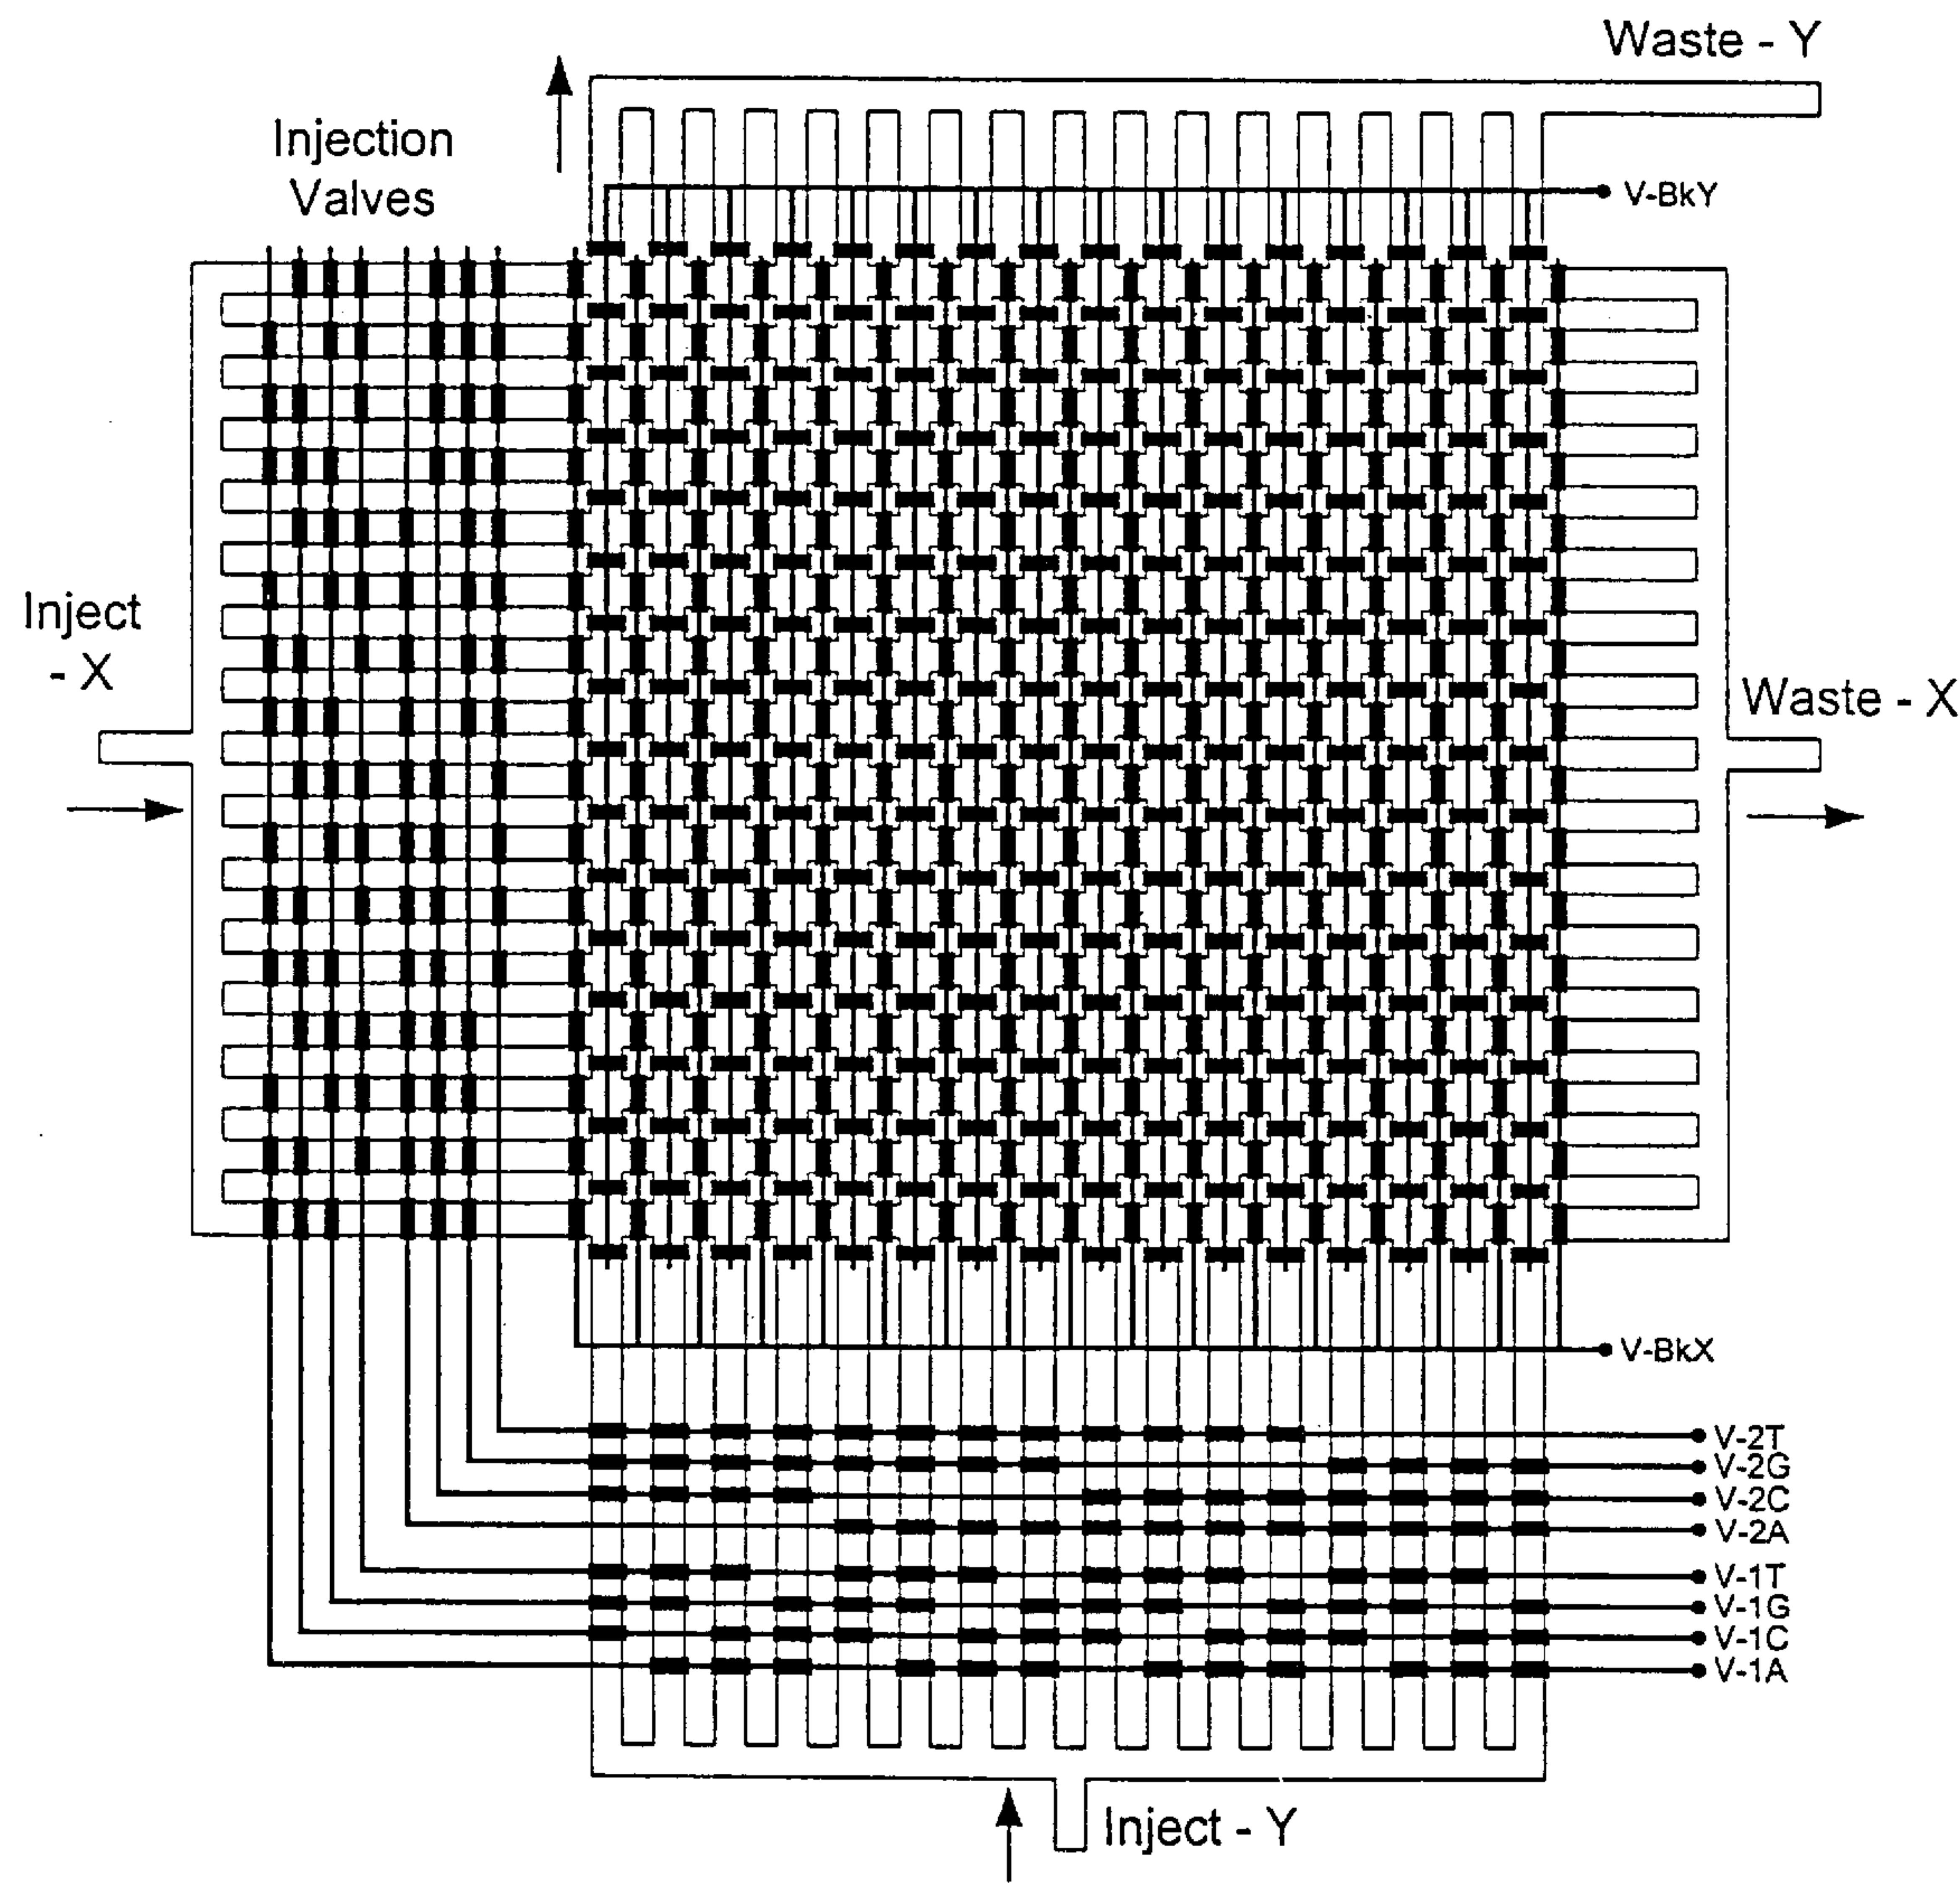 Waste - Y
Injection
Valves
V-BkY
Inject
- X
Waste - X
V-BkX
V-2T
V-2G
V-2C
V-2A
V-1T
V-1G
V-1C
V-1A
Inject - Y